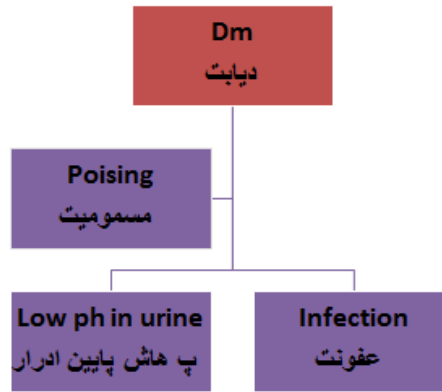 Dm
دیابت
Poising
مسمومیت
Low ph in urine
پ هاش پایین ادرار
Infection
عفونت